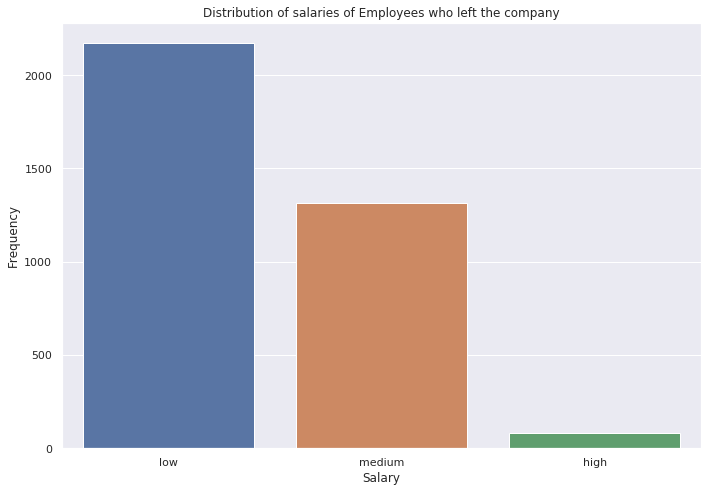 Distribution of salaries of Employees who left the company
2000
1500
1000
500
0
Frequency
low medium high
Salary